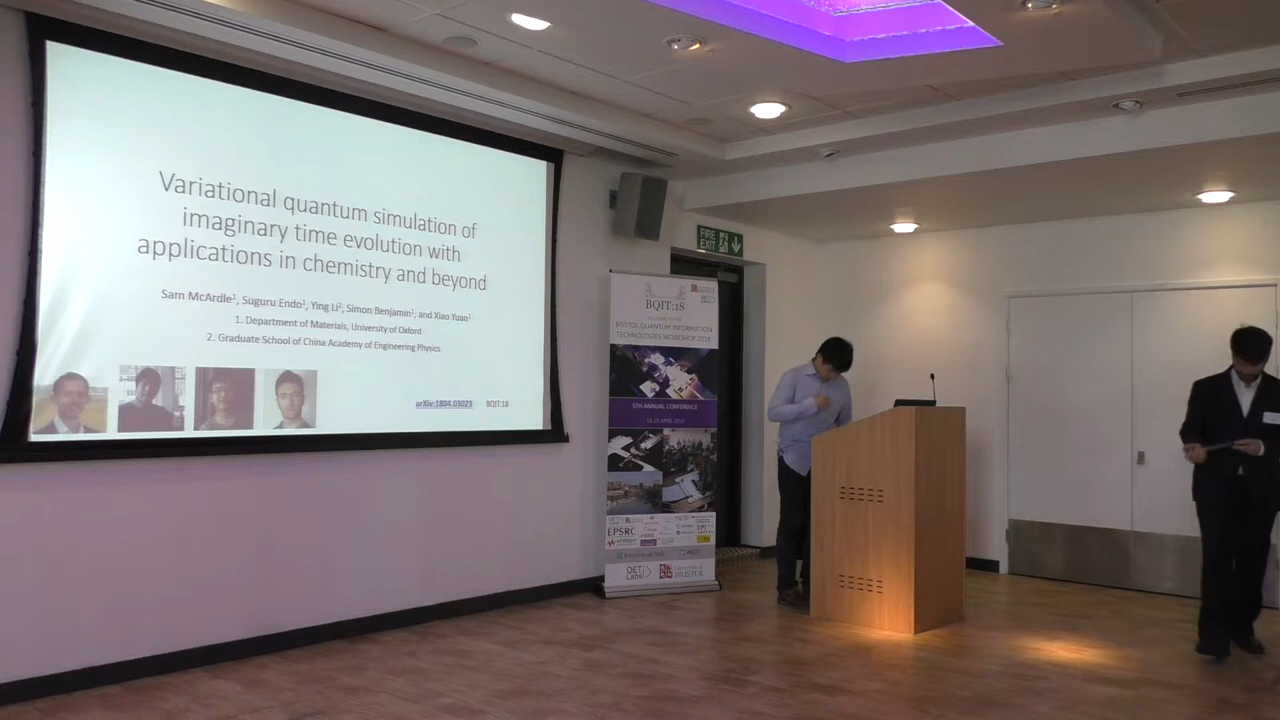 Variational quantum simulation of
imaginary time evolution with
applications in chemistry and beyond
Sam McArdle¹, Suguru Endo¹, Ying Li², Simon Benjamin¹, and Xiao Yuan¹
1. Department of Materials, University of Oxford
2. Graduate School of China Academy of Engineering Physics
arXiv:1804.03023 BQIT:18
FIRE
EXIT
BQIT:18
BRISTOL QUANTUM INFORMATION
TECHNOLOGIES WORKSHOP 2018
5TH ANNUAL CONFERENCE
EPSRC
QET
Labs
University of
BRISTOL